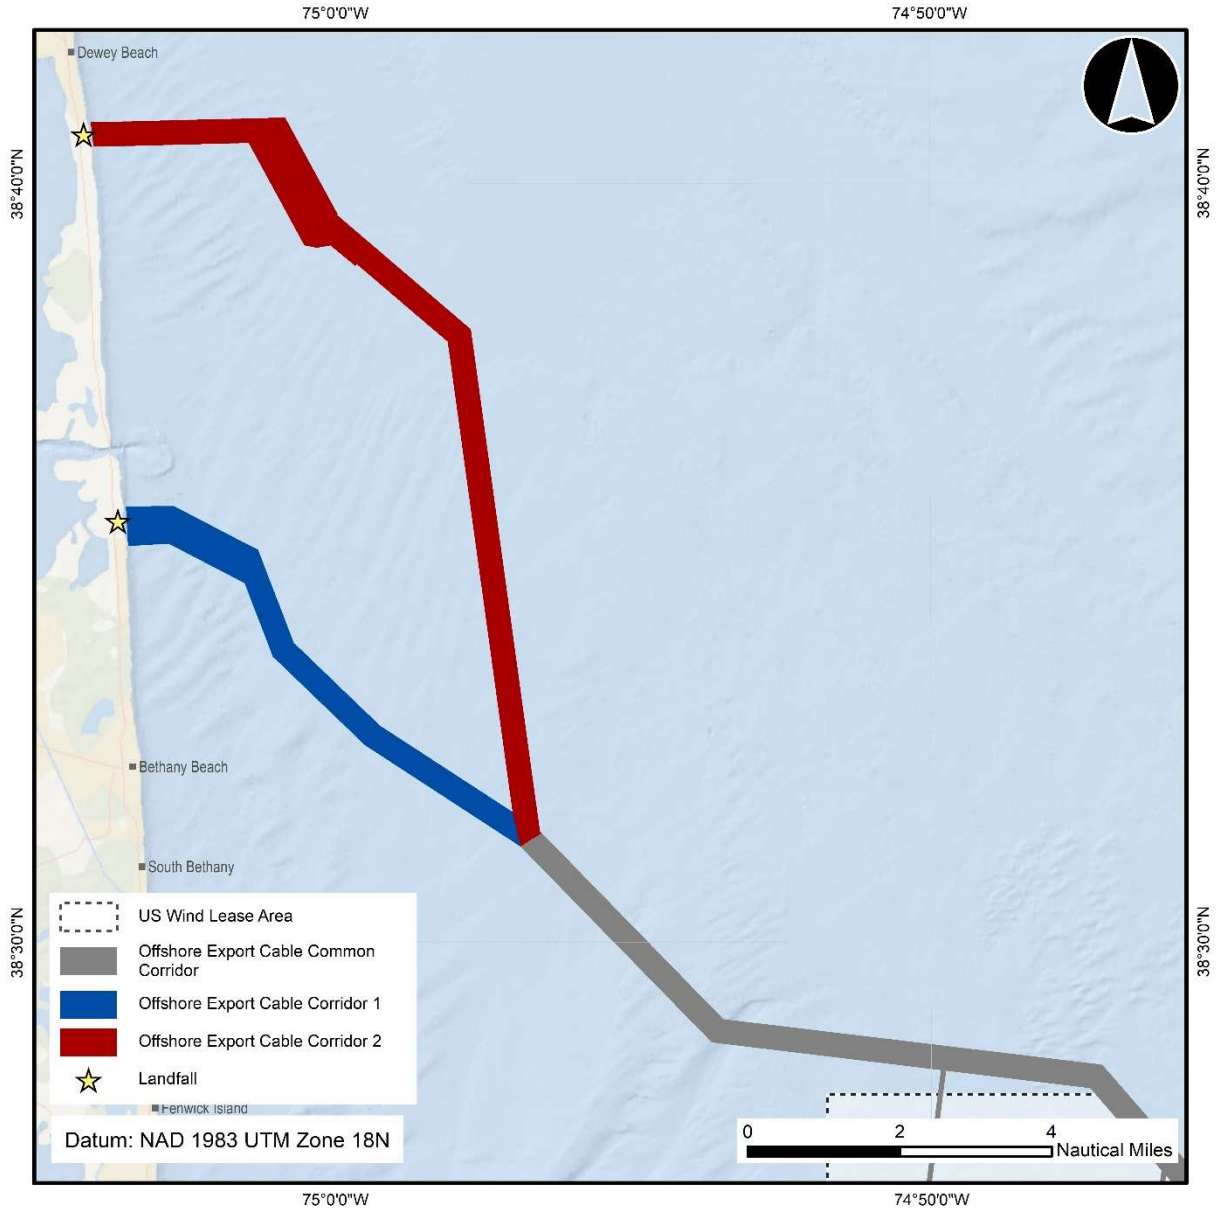 75°0'0"W
74°50'0"W
Dewey Beach
38°40'0"N
38°40'0"N
Bethany Beach
South Bethany
US Wind Lease Area
Offshore Export Cable Common
Corridor
Offshore Export Cable Corridor 1
Offshore Export Cable Corridor 2
Landfall
38°30'0"N
38°30'0"N
Fenwick Island
Datum: NAD 1983 UTM Zone 18N
0 2 4
Nautical Miles
75°0'0"W
74°50'0"W